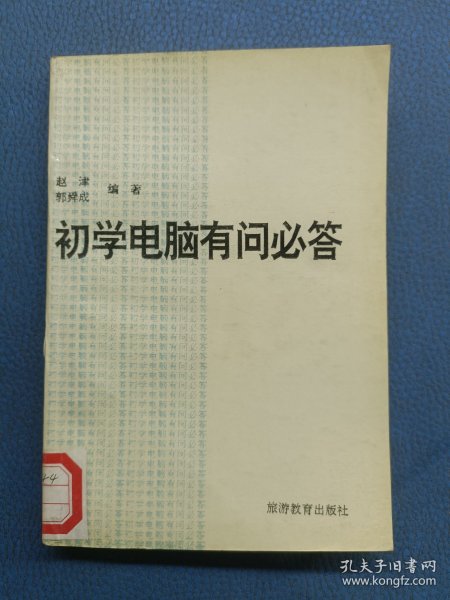 赵 津
郭舜成
编 著
初学电脑有问必答
旅游教育出版社
孔夫子旧书网
www.kongfz.com